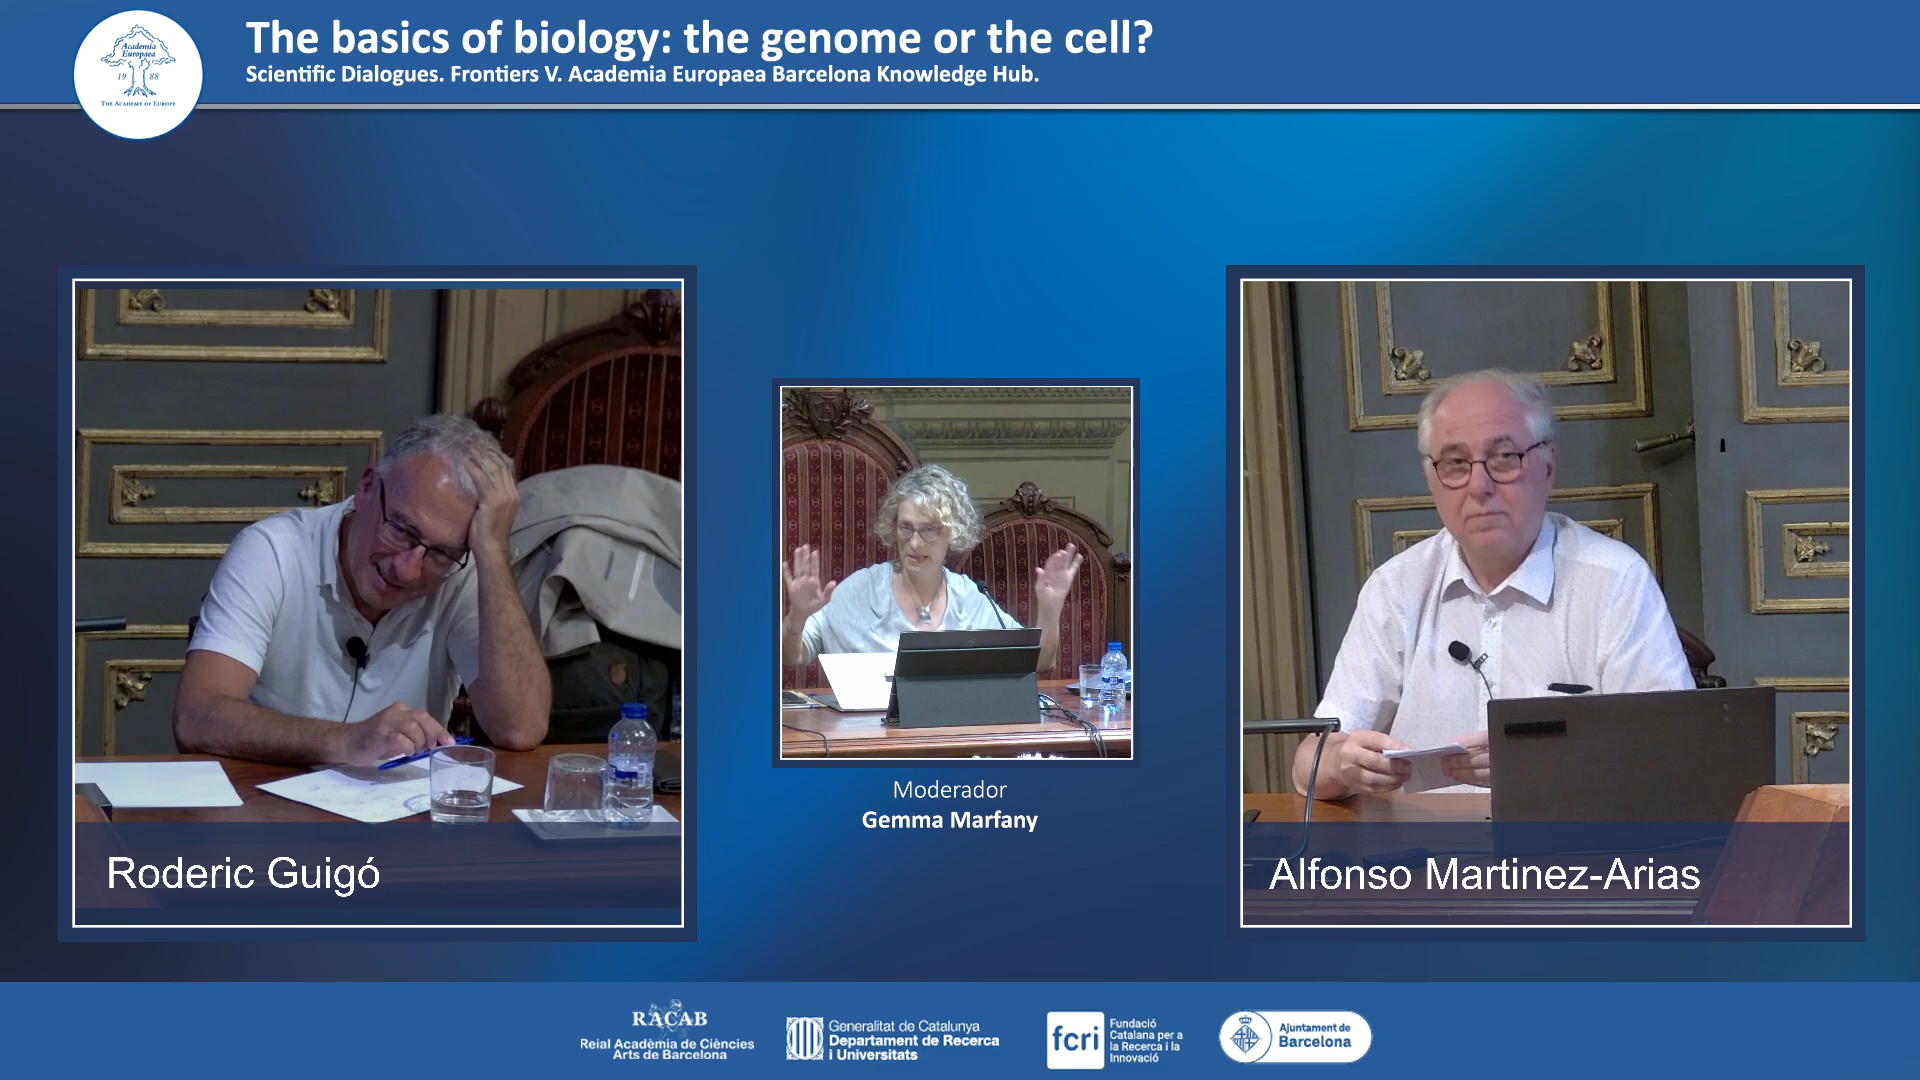 The basics of biology: the genome or the cell?
Scientific Dialogues. Frontiers V. Academia Europaea Barcelona Knowledge Hub.
Academia
Europaea
19 88
THE ACADEMY OF EUROPE
Moderador
Gemma Marfany
Roderic Guigó
Alfonso Martinez-Arias
RACAB
Reial Acadèmia de Ciències
Arts de Barcelona
Generalitat de Catalunya
Departament de Recerca
i Universitats
fcri
Fundació
Catalana per a
la Recerca i la
Innovació
Ajuntament de
Barcelona